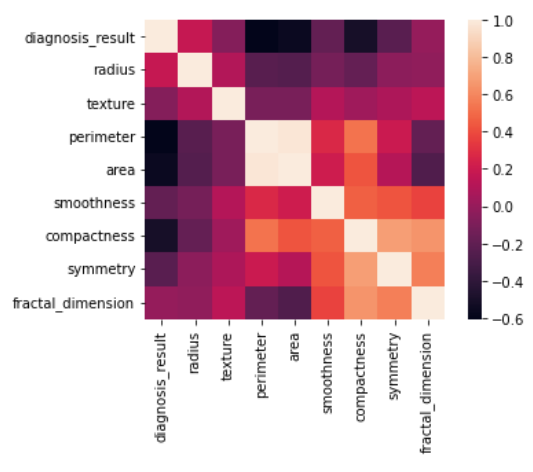 diagnosis_result
radius
texture
perimeter
area
smoothness
compactness
symmetry
fractal_dimension
1.0
0.8
0.6
0.4
0.2
0.0
−0.2
−0.4
−0.6
diagnosis_result
radius
texture
perimeter
area
smoothness
compactness
symmetry
fractal_dimension